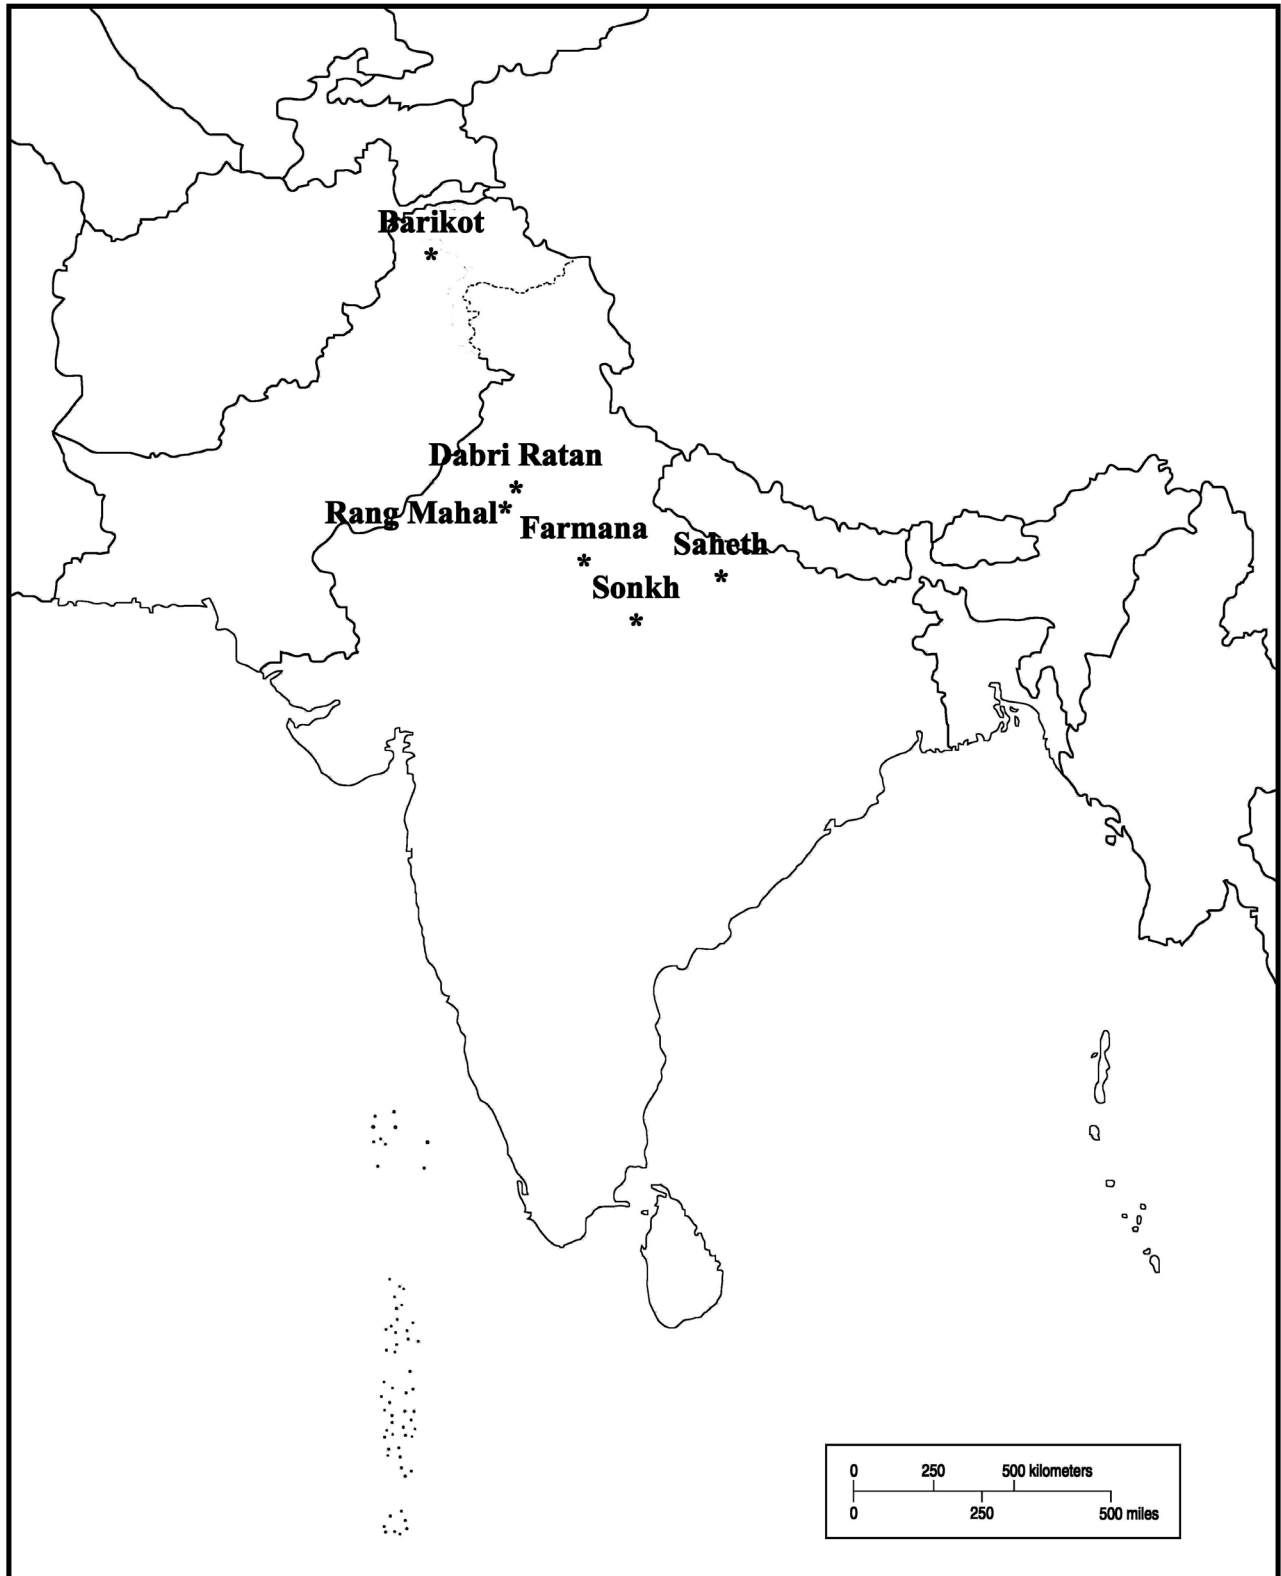 Barikot
Dabri Ratan
Rang Mahal
Farmana
Saheth
Sonkh
0 250 500 kilometers
0 250 500 miles